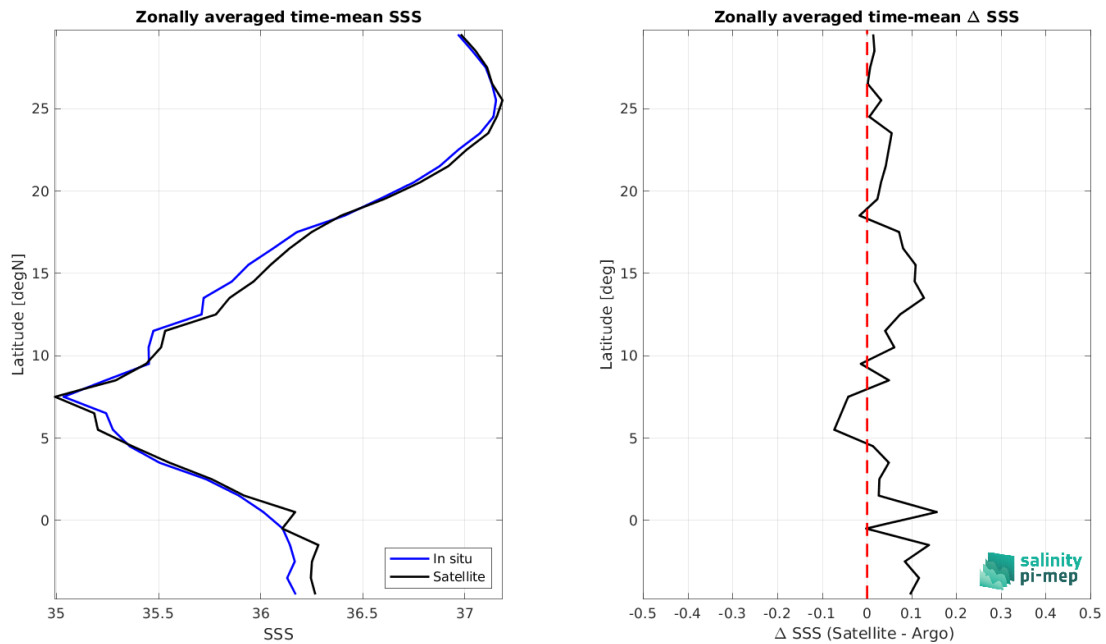 Zonally averaged time-mean SSS
25
20
15
10
5
0
Latitude [degN]
35 35.5 36 36.5 37
SSS
In situ
Satellite
Zonally averaged time-mean Δ SSS
25
20
15
10
5
0
Latitude [deg]
-0.5 -0.4 -0.3 -0.2 -0.1 0 0.1 0.2 0.3 0.4 0.5
Δ SSS (Satellite - Argo)
salinity
pi-mep